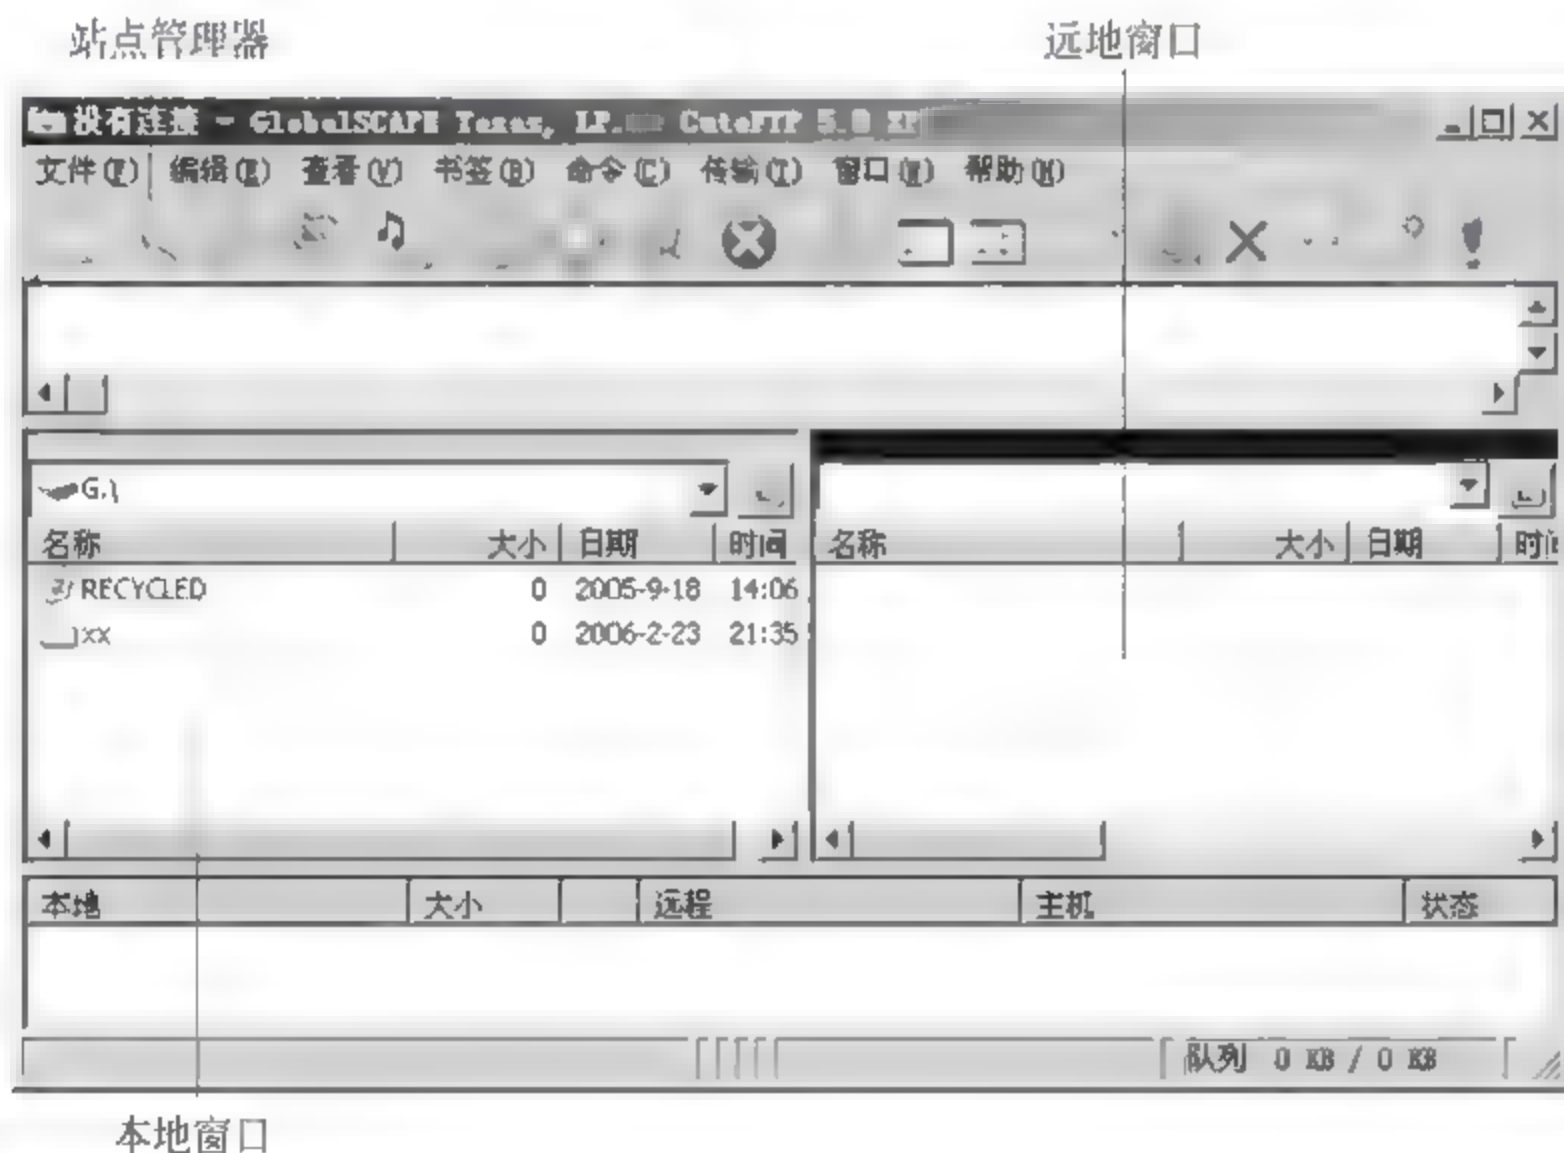 站点管理器
远地窗口
没有连接 - GlobalSCAPE Texas, LP. CuteFTP 5.0 XP
文件(F) 编辑(E) 查看(V) 书签(B) 命令(C) 传输(T) 窗口(W) 帮助(H)
G:\
名称 大小 日期 时间
RECYCLED 0 2005-9-18 14:06
xx 0 2006-2-23 21:35
名称 大小 日期
本地 大小 远程 主机 状态
队列 0 KB / 0 KB
本地窗口